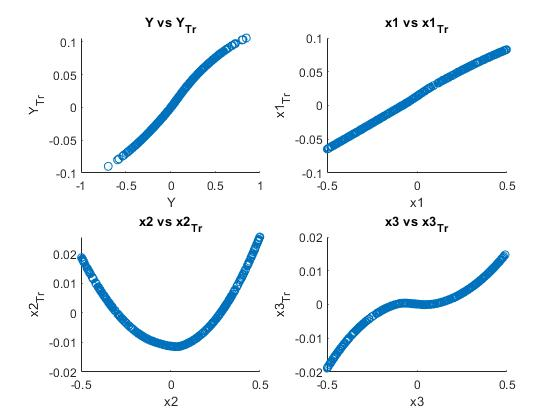 Y vs Y_Tr
x1 vs x1_Tr
0.1
0.05
0
-0.05
-0.1
Y_Tr
-1
-0.5
0
0.5
1
Y
0.1
0.05
0
-0.05
-0.1
x1_Tr
-0.5
0
0.5
x1
x2 vs x2_Tr
x3 vs x3_Tr
0.02
0.01
0
-0.01
-0.02
x2_Tr
-0.5
0
0.5
x2
0.02
0.01
0
-0.01
-0.02
x3_Tr
-0.5
0
0.5
x3